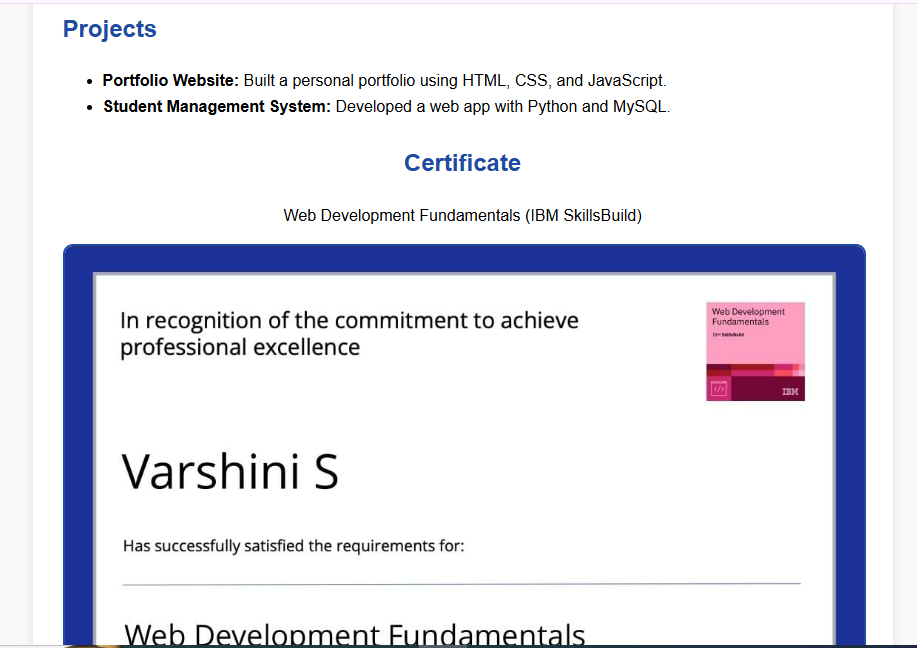 Projects
Portfolio Website: Built a personal portfolio using HTML, CSS, and JavaScript.
Student Management System: Developed a web app with Python and MySQL.
Certificate
Web Development Fundamentals (IBM SkillsBuild)
In recognition of the commitment to achieve
professional excellence
Web Development
Fundamentals
IBM SkillsBuild
</>
IBM
Varshini S
Has successfully satisfied the requirements for:
Web Development Fundamentals